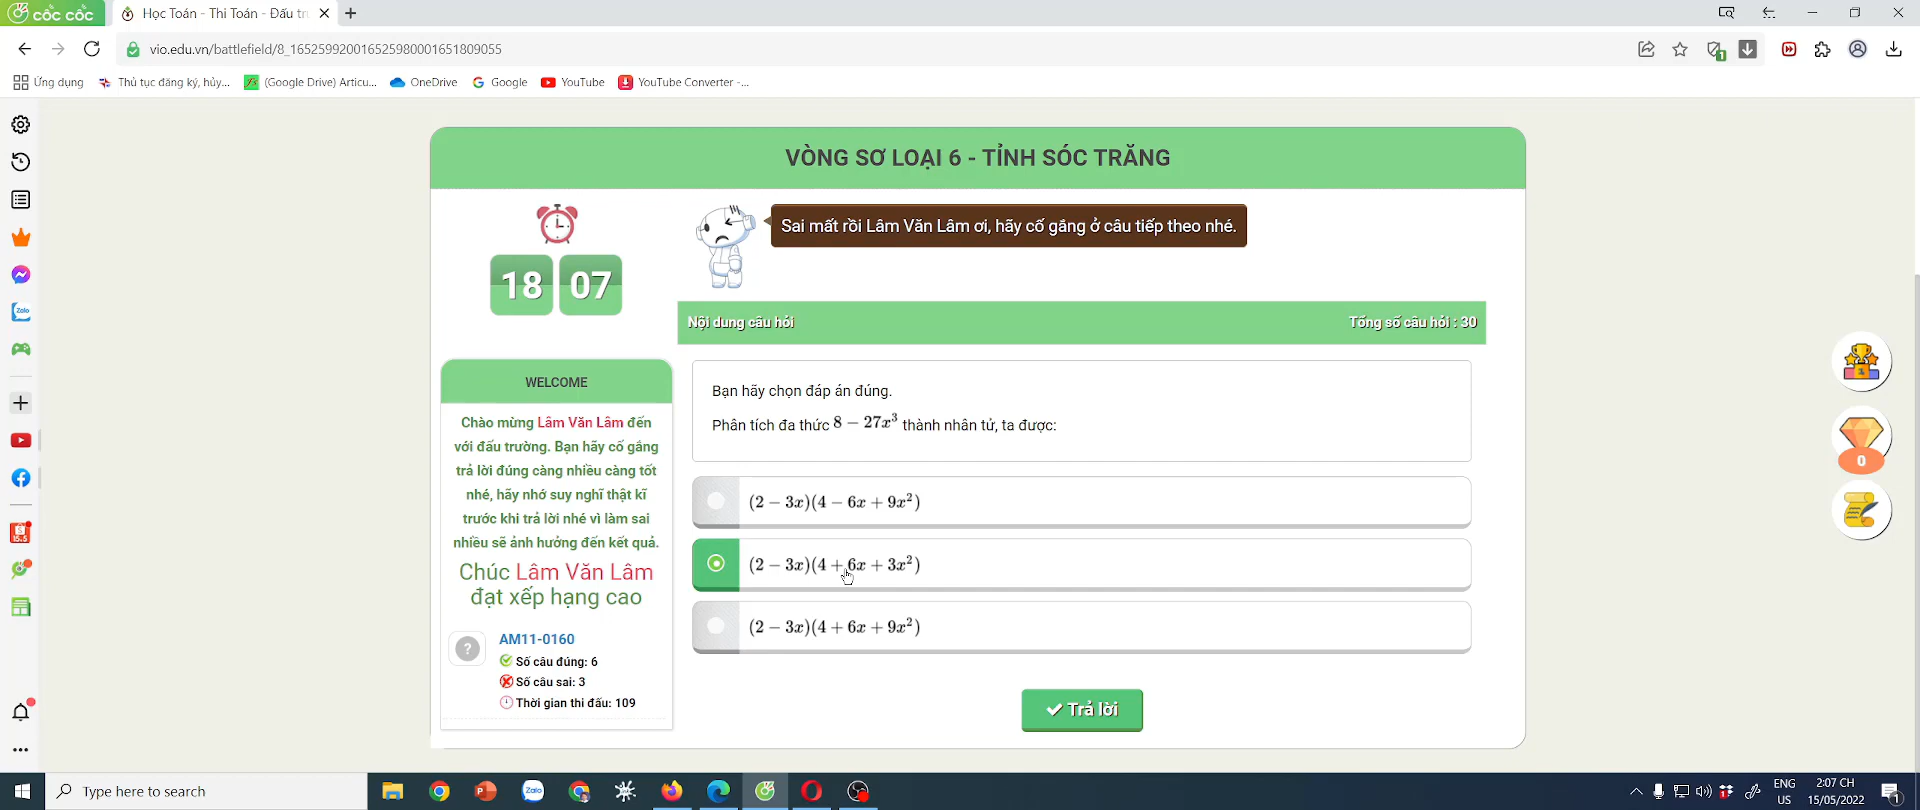 cốc cốc
Học Toán - Thi Toán - Đấu tr
vio.edu.vn/battlefield/8_165259920016525980001651809055
Ứng dụng
Thủ tục đăng ký, hủy...
(Google Drive) Articu...
OneDrive
Google
YouTube
YouTube Converter -...
VÒNG SƠ LOẠI 6 - TỈNH SÓC TRĂNG
18 07
Sai mất rồi Lâm Văn Lâm ơi, hãy cố gắng ở câu tiếp theo nhé.
Nội dung câu hỏi
Tổng số câu hỏi : 30
WELCOME
Chào mừng Lâm Văn Lâm đến
với đấu trường. Bạn hãy cố gắng
trả lời đúng càng nhiều càng tốt
nhé, hãy nhớ suy nghĩ thật kĩ
trước khi trả lời nhé vì làm sai
nhiều sẽ ảnh hưởng đến kết quả.
Chúc Lâm Văn Lâm
đạt xếp hạng cao
AM11-0160
Số câu đúng: 6
Số câu sai: 3
Thời gian thi đấu: 109
Bạn hãy chọn đáp án đúng.
Phân tích đa thức 8 − 27x³ thành nhân tử, ta được:
(2 − 3x)(4 − 6x + 9x²)
(2 − 3x)(4 + 6x + 3x²)
(2 − 3x)(4 + 6x + 9x²)
Trả lời
0
Zalo
15.5
Type here to search
Zalo
ENG
US
2:07 CH
15/05/2022
1